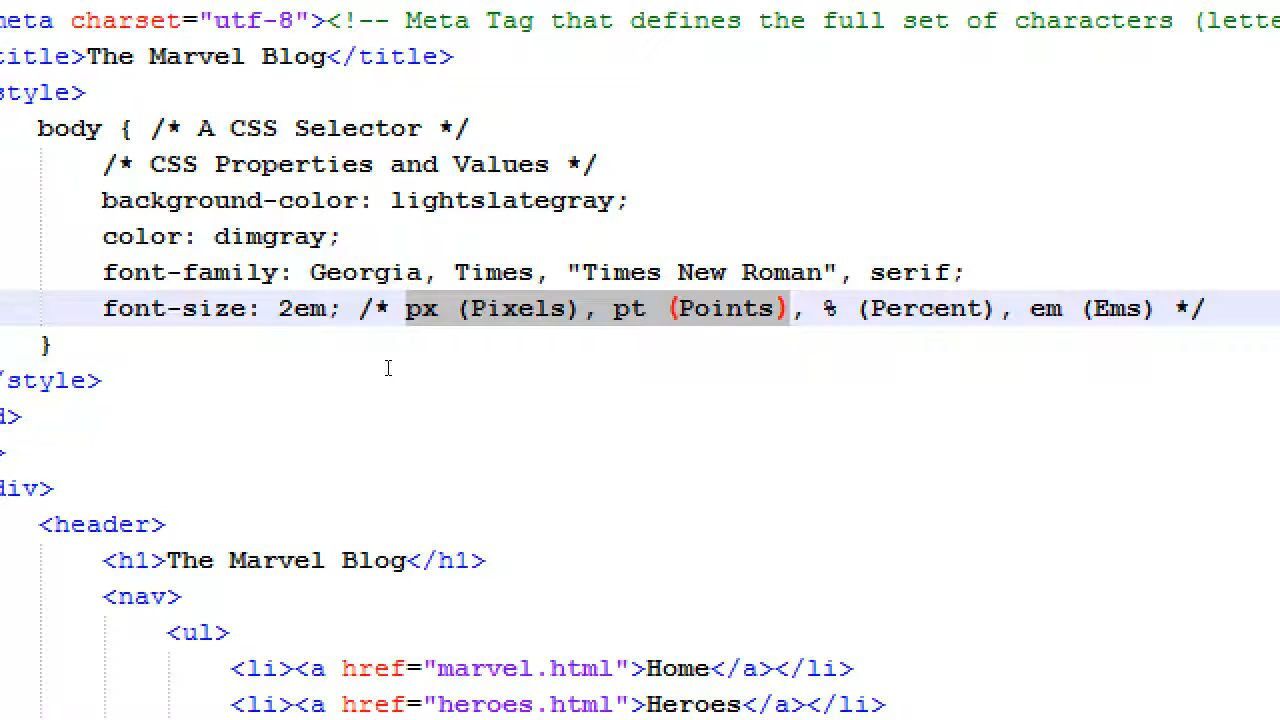 meta charset="utf-8"><!-- Meta Tag that defines the full set of characters (lette
title>The Marvel Blog</title>
style>
body { /* A CSS Selector */
/* CSS Properties and Values */
background-color: lightslategray;
color: dimgray;
font-family: Georgia, Times, "Times New Roman", serif;
font-size: 2em; /* px (Pixels), pt (Points), % (Percent), em (Ems) */
}
/style>
d>
>
div>
<header>
<h1>The Marvel Blog</h1>
<nav>
<ul>
<li><a href="marvel.html">Home</a></li>
<li><a href="heroes.html">Heroes</a></li>